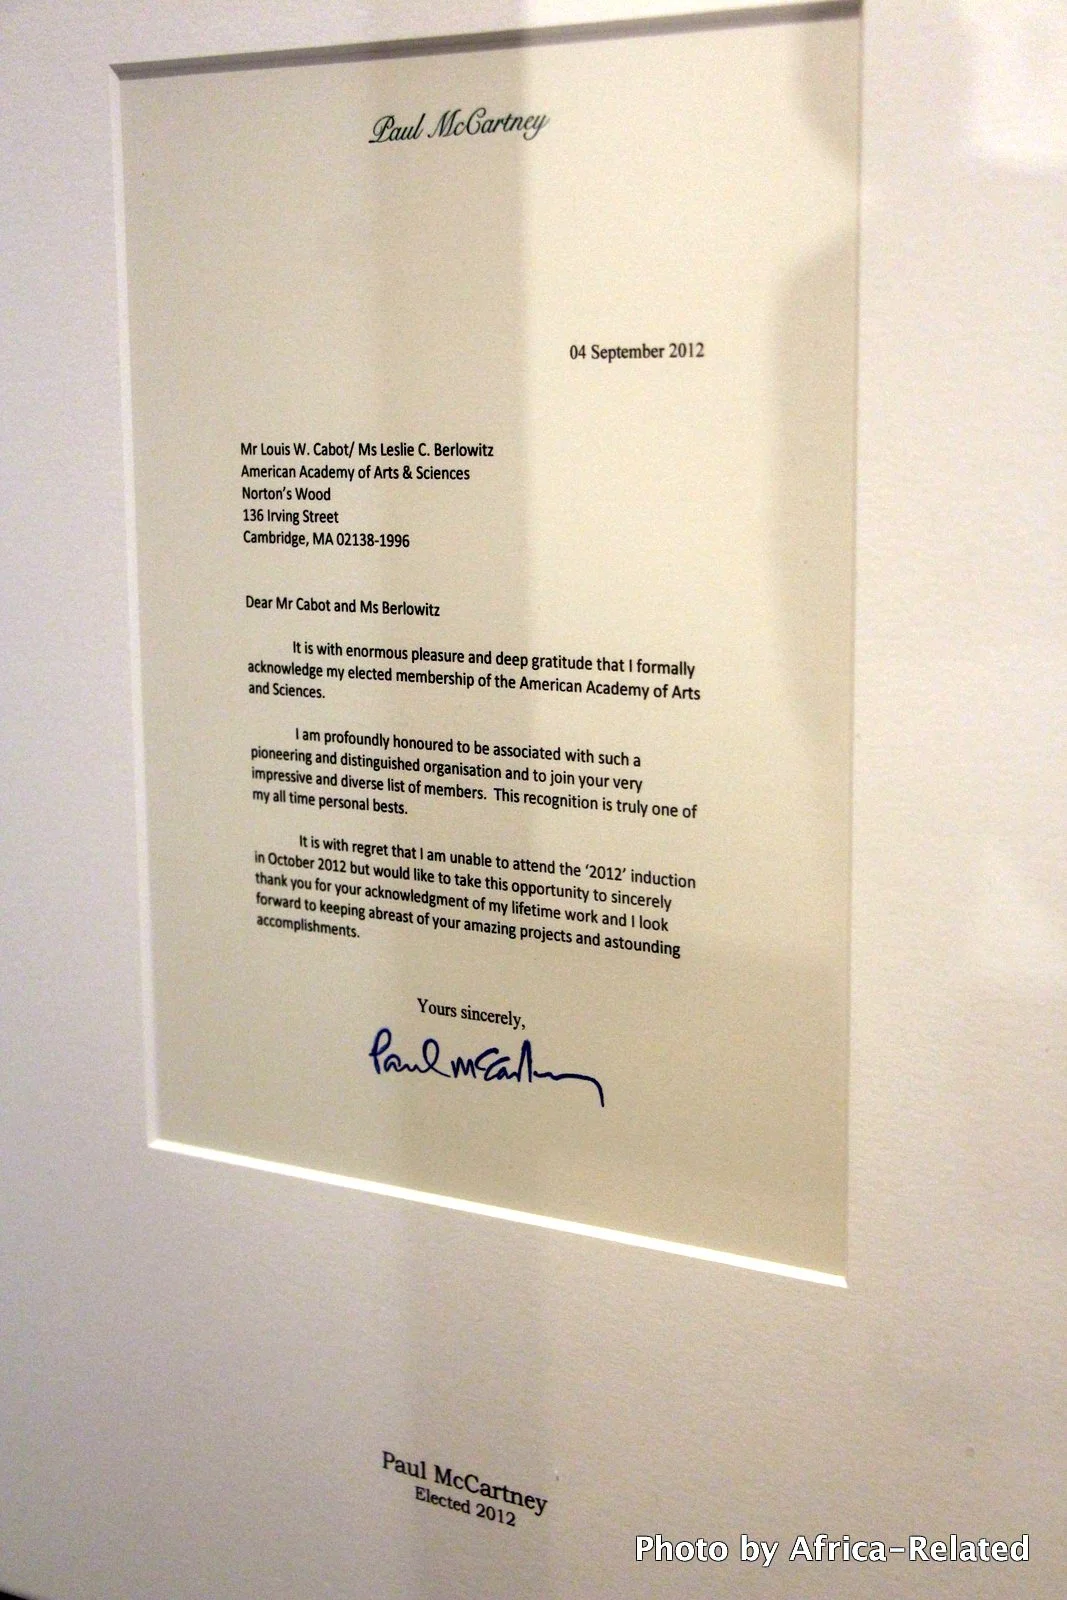 Paul McCartney
04 September 2012
Mr Louis W. Cabot/ Ms Leslie C. Berlowitz
American Academy of Arts & Sciences
Norton's Wood
136 Irving Street
Cambridge, MA 02138-1996
Dear Mr Cabot and Ms Berlowitz
It is with enormous pleasure and deep gratitude that I formally
acknowledge my elected membership of the American Academy of Arts
and Sciences.
I am profoundly honoured to be associated with such a
pioneering and distinguished organisation and to join your very
impressive and diverse list of members. This recognition is truly one of
my all time personal bests.
It is with regret that I am unable to attend the '2012' induction
in October 2012 but would like to take this opportunity to sincerely
thank you for your acknowledgment of my lifetime work and I look
forward to keeping abreast of your amazing projects and astounding
accomplishments.
Yours sincerely,
Paul McCartney
Paul McCartney
Elected 2012
Photo by Africa-Related